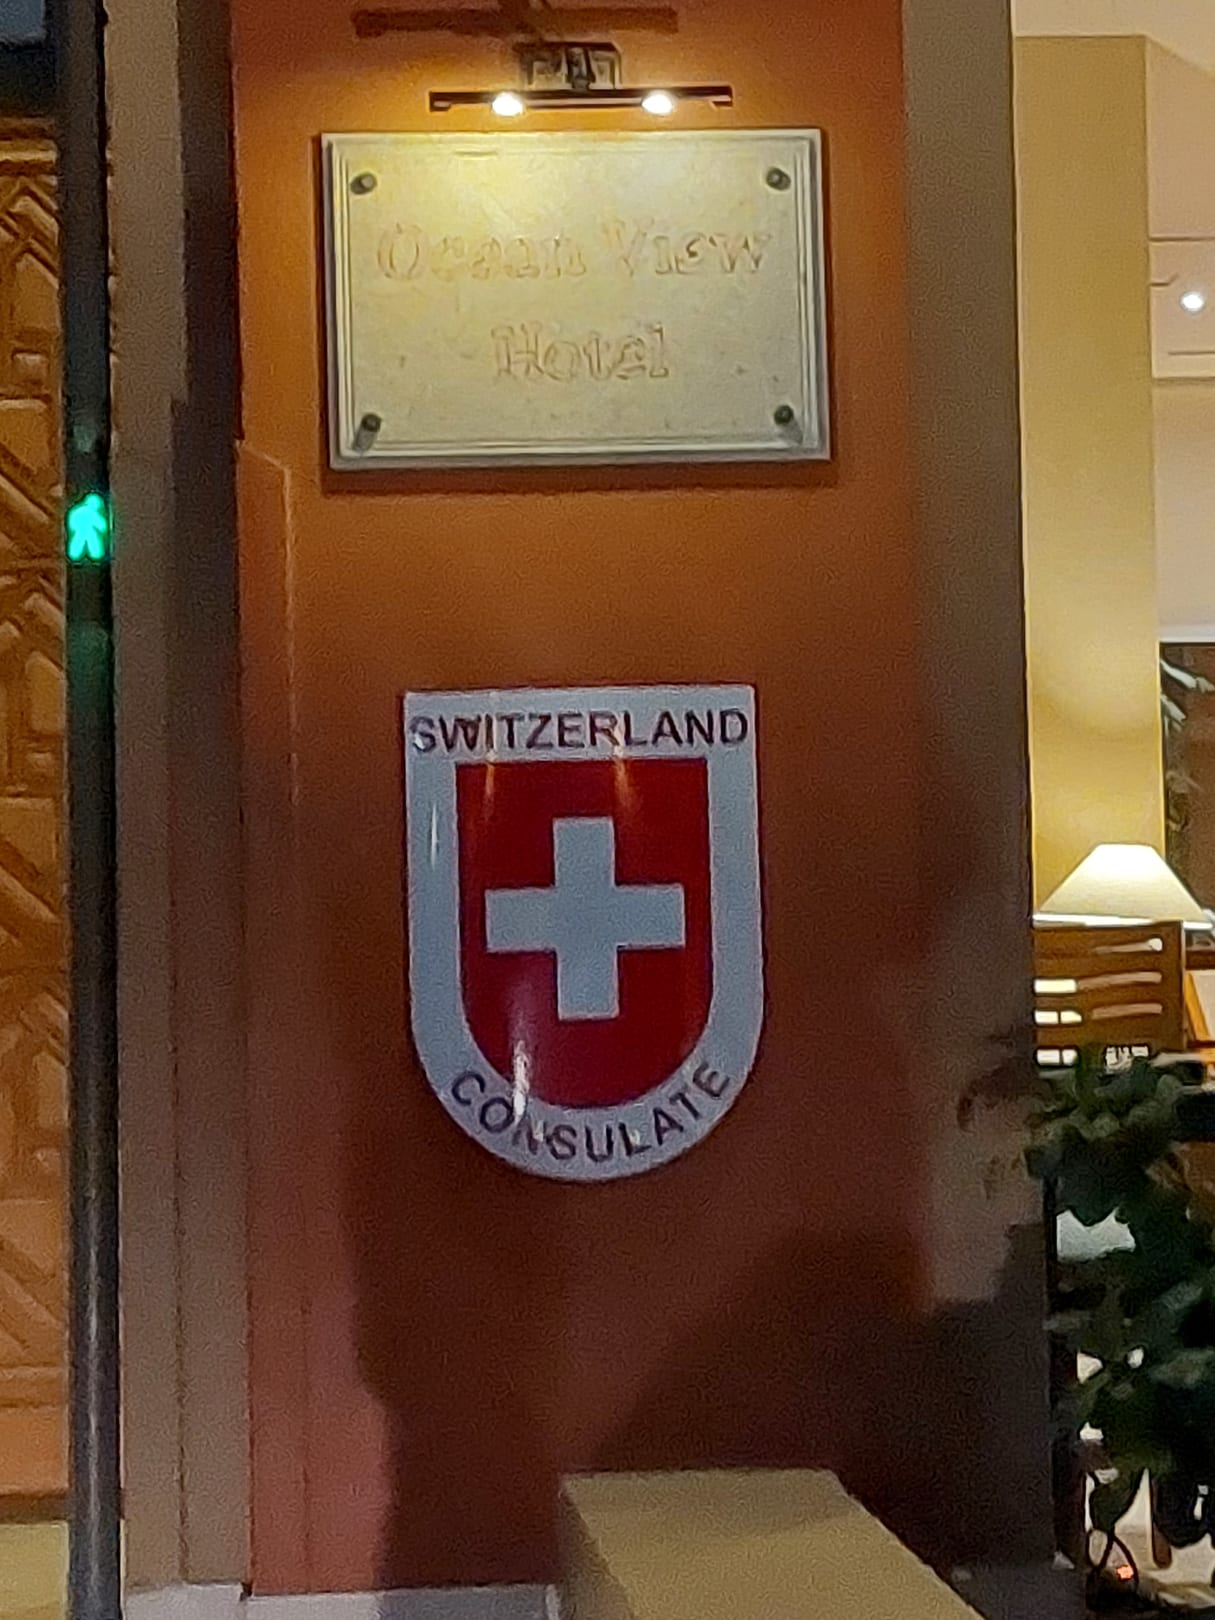 Ocean View
Hotel
SWITZERLAND
CONSULATE